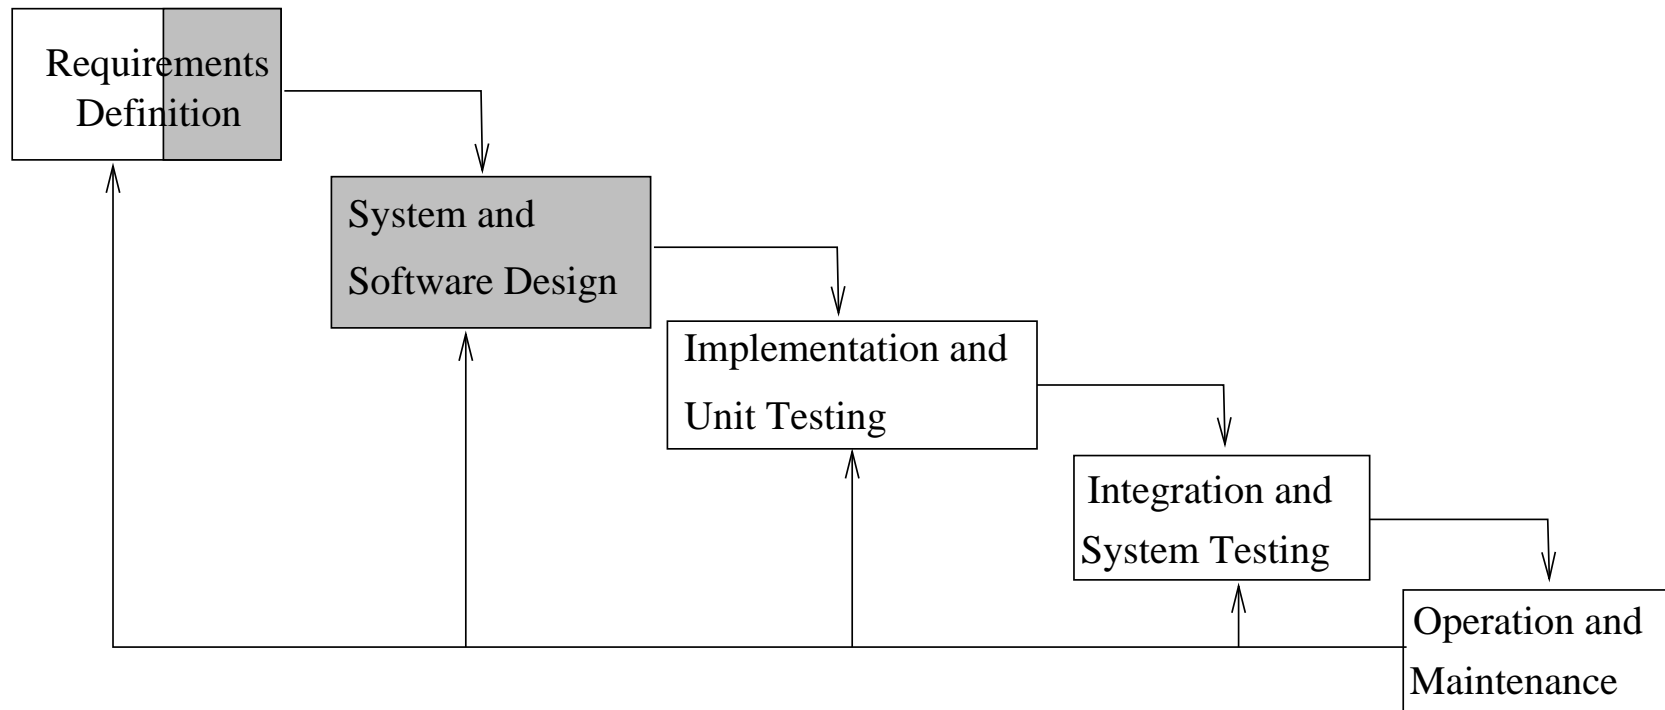 Requirements
Definition
System and
Software Design
Implementation and
Unit Testing
Integration and
System Testing
Operation and
Maintenance